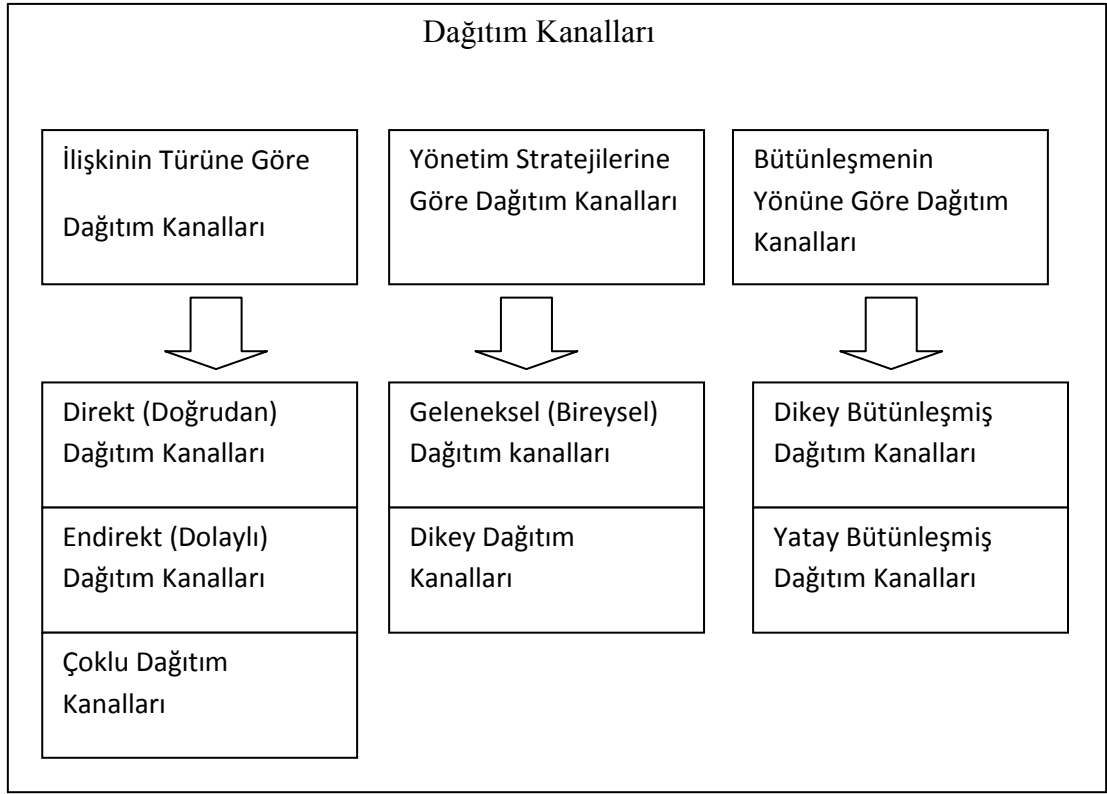 Dağıtım Kanalları
İlişkinin Türüne Göre
Dağıtım Kanalları
Yönetim Stratejilerine
Göre Dağıtım Kanalları
Bütünleşmenin
Yönüne Göre Dağıtım
Kanalları
Direkt (Doğrudan)
Dağıtım Kanalları
Endirekt (Dolaylı)
Dağıtım Kanalları
Çoklu Dağıtım
Kanalları
Geleneksel (Bireysel)
Dağıtım kanalları
Dikey Dağıtım
Kanalları
Dikey Bütünleşmiş
Dağıtım Kanalları
Yatay Bütünleşmiş
Dağıtım Kanalları